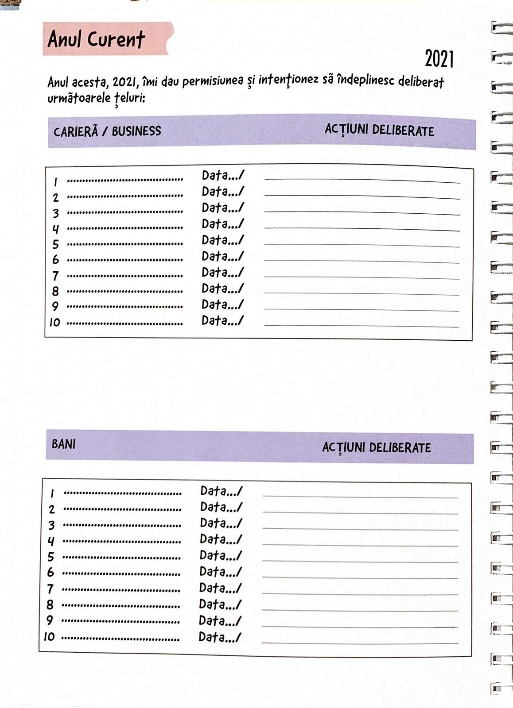 Anul Curent
2021
Anul acesta, 2021, îmi dau permisiunea și intenționez să îndeplinesc deliberat
următoarele țeluri:
CARIERĂ / BUSINESS ACȚIUNI DELIBERATE
1 ................................ Data.../
2 ................................ Data.../
3 ................................ Data.../
4 ................................ Data.../
5 ................................ Data.../
6 ................................ Data.../
7 ................................ Data.../
8 ................................ Data.../
9 ................................ Data.../
10 ................................ Data.../
BANI ACȚIUNI DELIBERATE
1 ................................ Data.../
2 ................................ Data.../
3 ................................ Data.../
4 ................................ Data.../
5 ................................ Data.../
6 ................................ Data.../
7 ................................ Data.../
8 ................................ Data.../
9 ................................ Data.../
10 ................................ Data.../